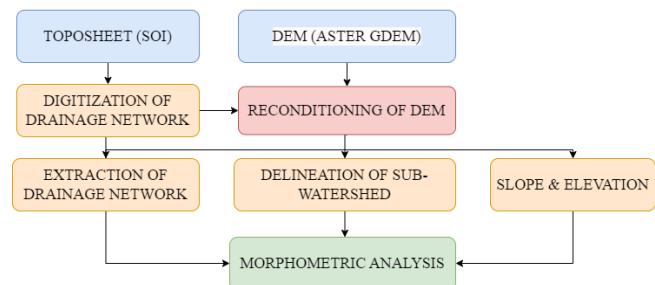 TOPOSHEET (SOI)
DEM (ASTER GDEM)
DIGITIZATION OF
DRAINAGE NETWORK
RECONDITIONING OF DEM
EXTRACTION OF
DRAINAGE NETWORK
DELINEATION OF SUB-
WATERSHED
SLOPE & ELEVATION
MORPHOMETRIC ANALYSIS